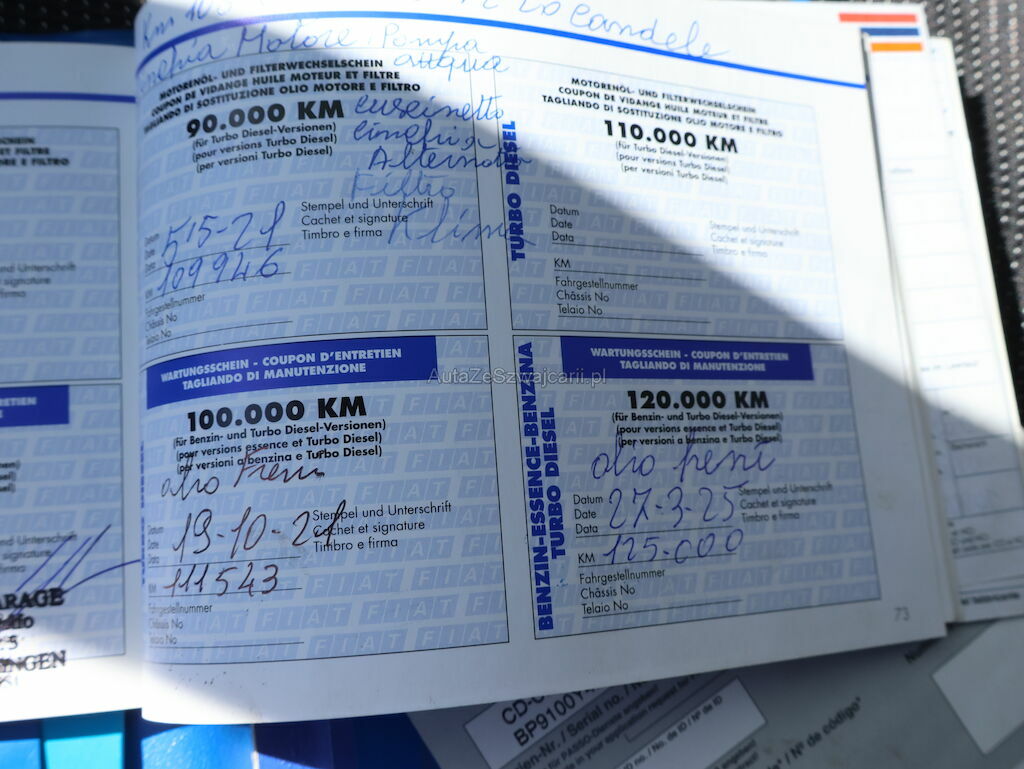 Candele
Motore Pompa
acqua
MOTORENÖL- UND FILTERWECHSELSCHEIN
COUPON DE VIDANGE HUILE MOTEUR ET FILTRE
TAGLIANDO DI SOSTITUZIONE OLIO MOTORE E FILTRO
90.000 KM
(für Turbo Diesel-Versionen)
(pour versions Turbo Diesel)
(per versioni Turbo Diesel)
cuscinetto
cinghia
Filtro
Klima
Stempel und Unterschrift
Cachet et signature
Timbro e firma
Datum
Date
Data
109946
KM
Fahrgestellnummer
Châssis No
Telaio No
TURBO DIESEL
MOTORENÖL- UND FILTERWECHSELSCHEIN
COUPON DE VIDANGE HUILE MOTEUR ET FILTRE
TAGLIANDO DI SOSTITUZIONE OLIO MOTORE E FILTRO
110.000 KM
(für Turbo Diesel-Versionen)
(pour versions Turbo Diesel)
(per versioni Turbo Diesel)
Datum
Date
Data
Stempel und Unterschrift
Cachet et signature
Timbro e firma
KM
Fahrgestellnummer
Châssis No
Telaio No
WARTUNGSSCHEIN - COUPON D'ENTRETIEN
TAGLIANDO DI MANUTENZIONE
100.000 KM
(für Benzin- und Turbo Diesel-Versionen)
(pour versions essence et Turbo Diesel)
(per versioni a benzina e Turbo Diesel)
olio Freni
Datum
Date
Data
19-10-21
Stempel und Unterschrift
Cachet et signature
Timbro e firma
KM 111543
Fahrgestellnummer
Châssis No
Telaio No
BENZIN-ESSENCE-BENZINA
TURBO DIESEL
WARTUNGSSCHEIN - COUPON D'ENTRETIEN
TAGLIANDO DI MANUTENZIONE
120.000 KM
(für Benzin- und Turbo Diesel-Versionen)
(pour versions essence et Turbo Diesel)
(per versioni a benzina e Turbo Diesel)
olio freni
Datum
Date
Data
27-3-25
Stempel und Unterschrift
Cachet et signature
Timbro e firma
KM 125-000
Fahrgestellnummer
Châssis No
Telaio No
73
AutaZeSzwajcarii.pl
BP9100Y
/ Serial no. /
/ N° de código*